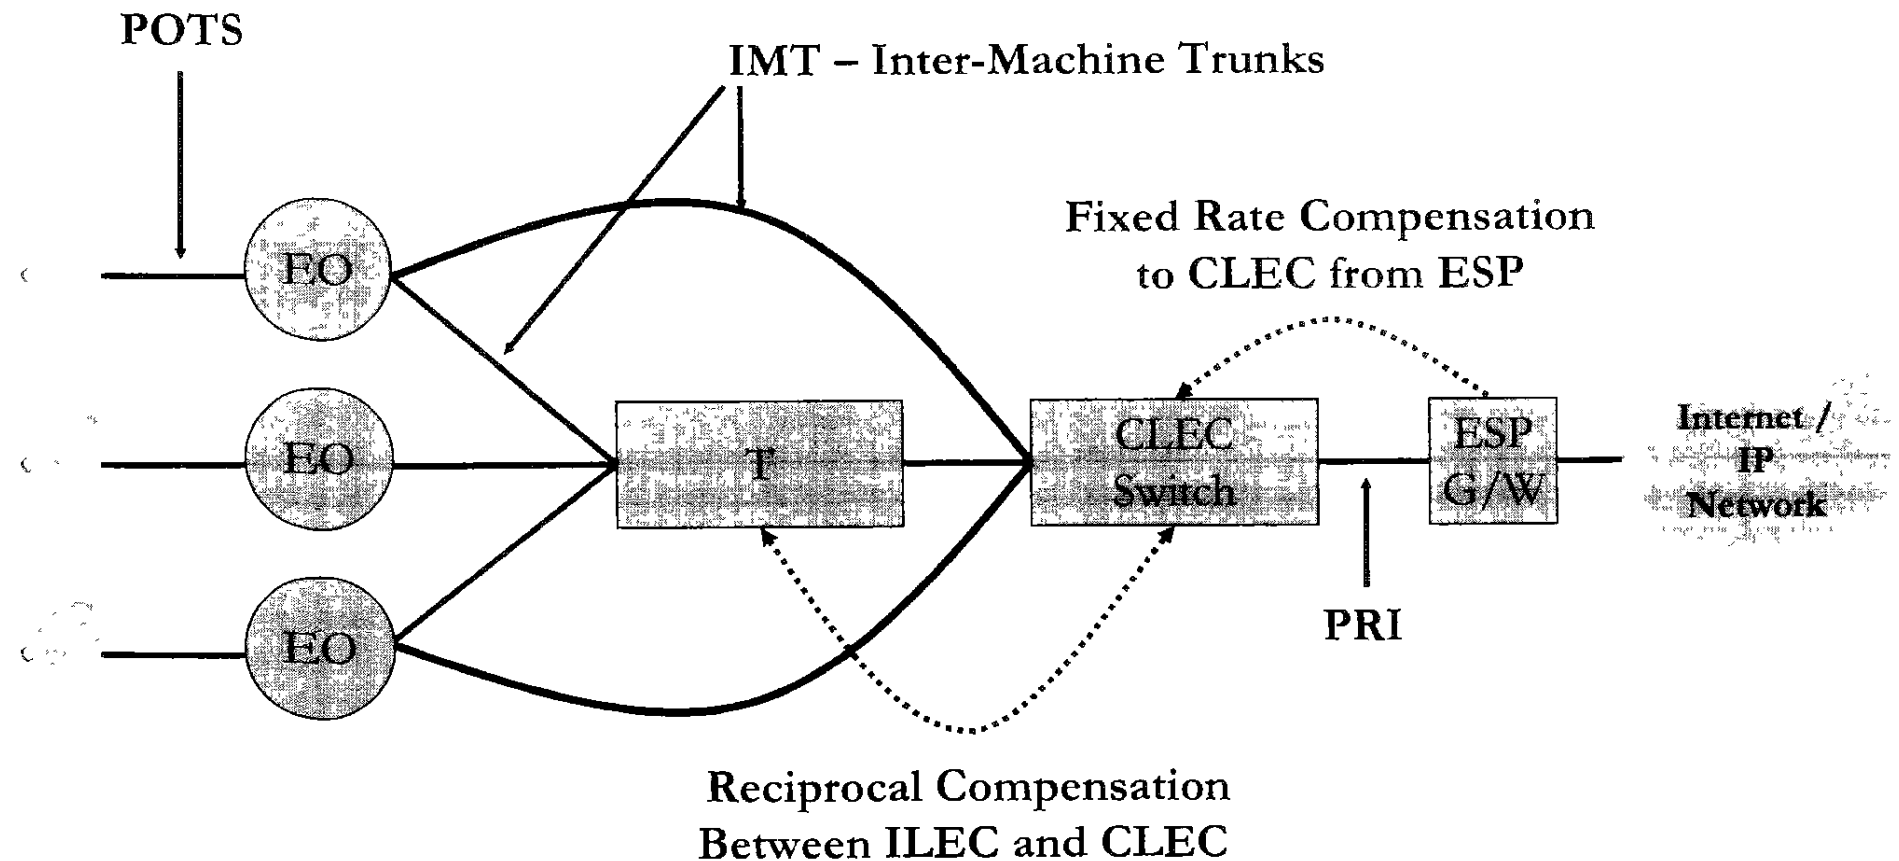 POTS
IMT – Inter-Machine Trunks
Fixed Rate Compensation
to CLEC from ESP
EO
EO
EO
T
CLEC
Switch
ESP
G/W
Internet /
IP
Network
PRI
Reciprocal Compensation
Between ILEC and CLEC